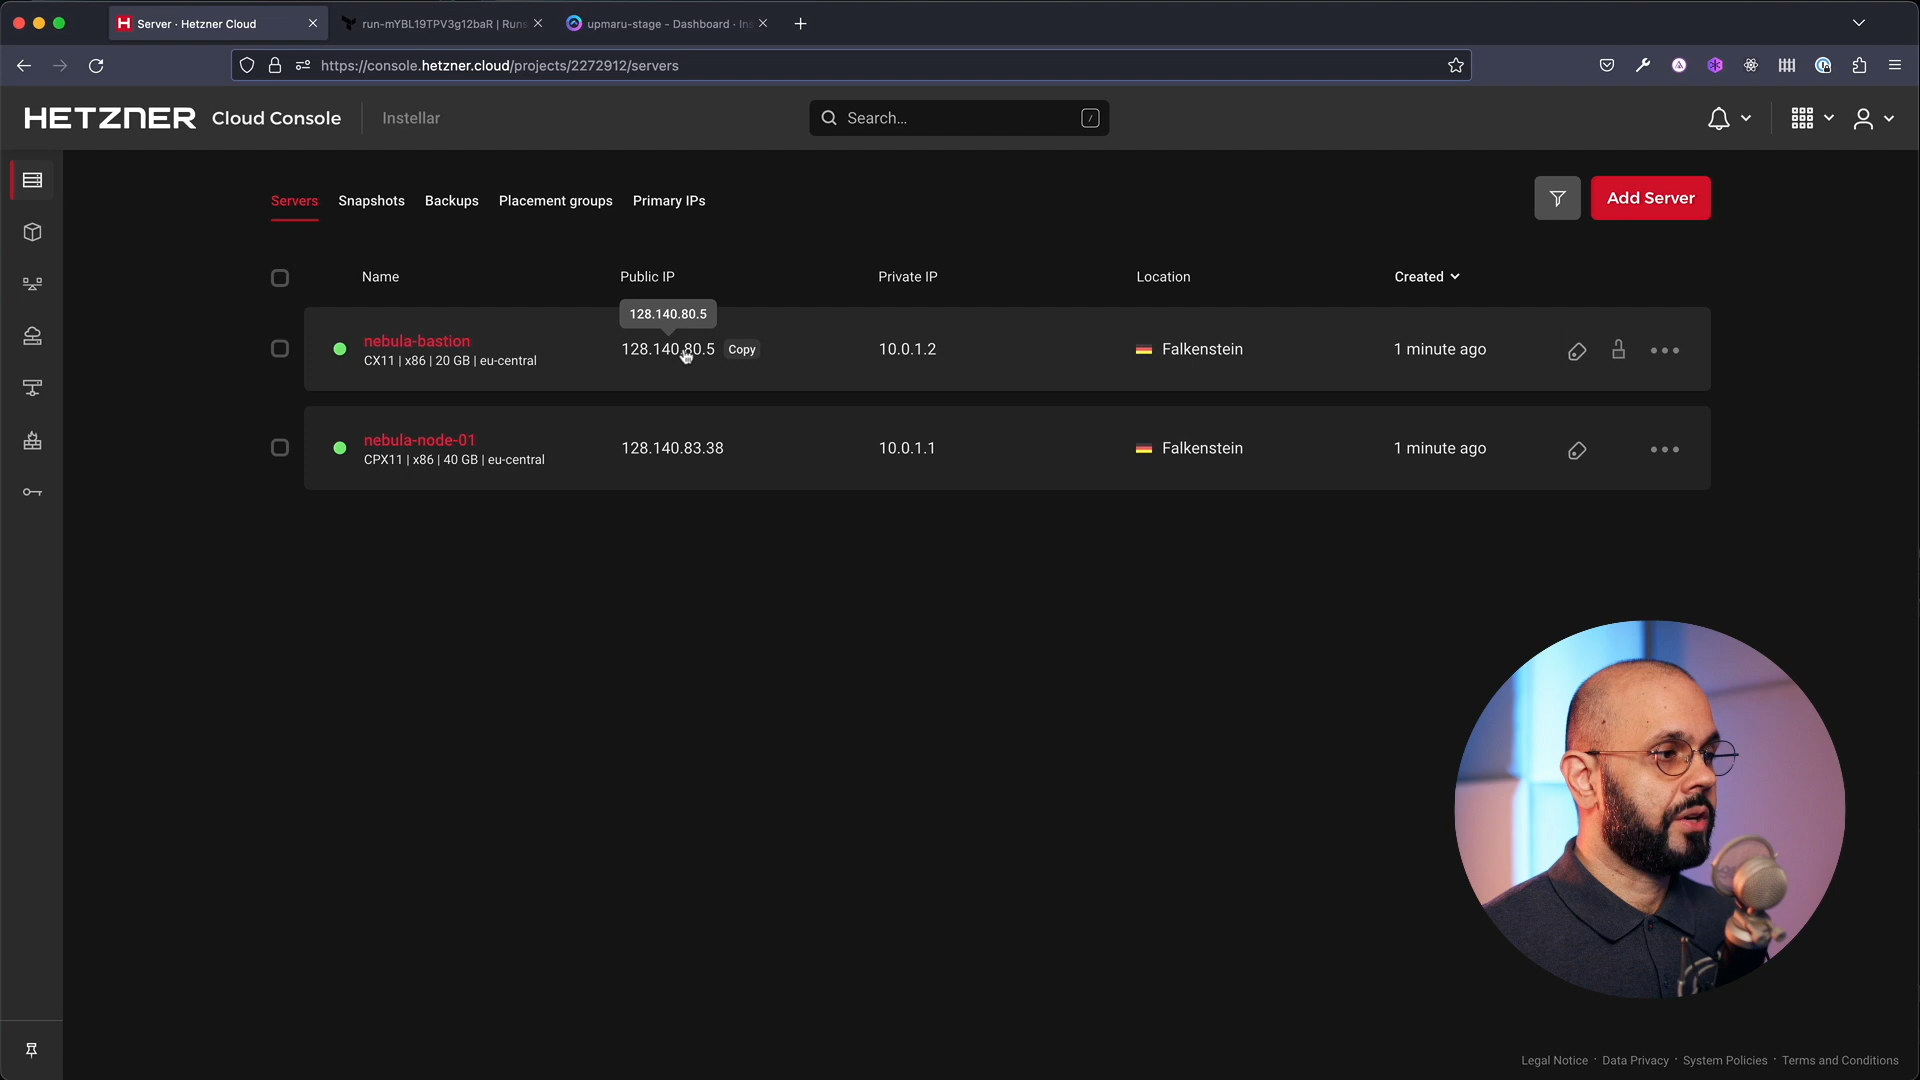 Server · Hetzner Cloud
run-mYBL19TPV3g12baR | Runs
upmaru-stage - Dashboard · Ins
https://console.hetzner.cloud/projects/2272912/servers
HETZNER Cloud Console Instellar
Search... /
Servers Snapshots Backups Placement groups Primary IPs
Add Server
Name Public IP Private IP Location Created
128.140.80.5
nebula-bastion
CX11 | x86 | 20 GB | eu-central
128.140.80.5 Copy 10.0.1.2 Falkenstein 1 minute ago
nebula-node-01
CPX11 | x86 | 40 GB | eu-central
128.140.83.38 10.0.1.1 Falkenstein 1 minute ago
Legal Notice · Data Privacy · System Policies · Terms and Conditions